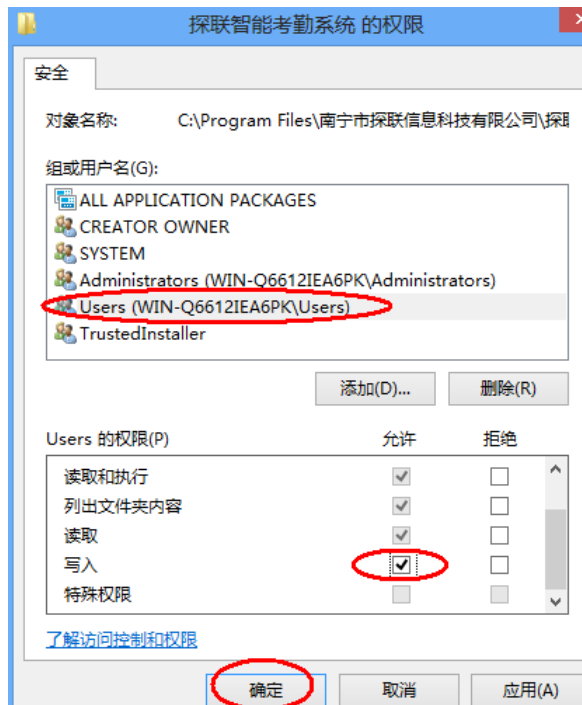 探联智能考勤系统 的权限
安全
对象名称: C:\Program Files\南宁市探联信息科技有限公司\探联
组或用户名(G):
ALL APPLICATION PACKAGES
CREATOR OWNER
SYSTEM
Administrators (WIN-Q6612IEA6PK\Administrators)
Users (WIN-Q6612IEA6PK\Users)
TrustedInstaller
添加(D)... 删除(R)
Users 的权限(P) 允许 拒绝
读取和执行
列出文件夹内容
读取
写入
特殊权限
了解访问控制和权限
确定 取消 应用(A)